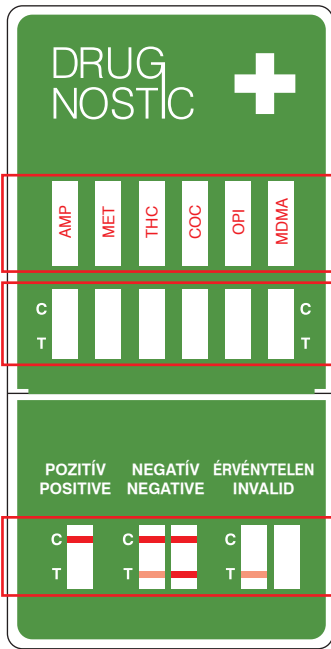 DRUG
NOSTIC
AMP MET THC COC OPI MDMA
C C
T T
POZITÍV NEGATÍV ÉRVÉNYTELEN
POSITIVE NEGATIVE INVALID
C C C
T T T